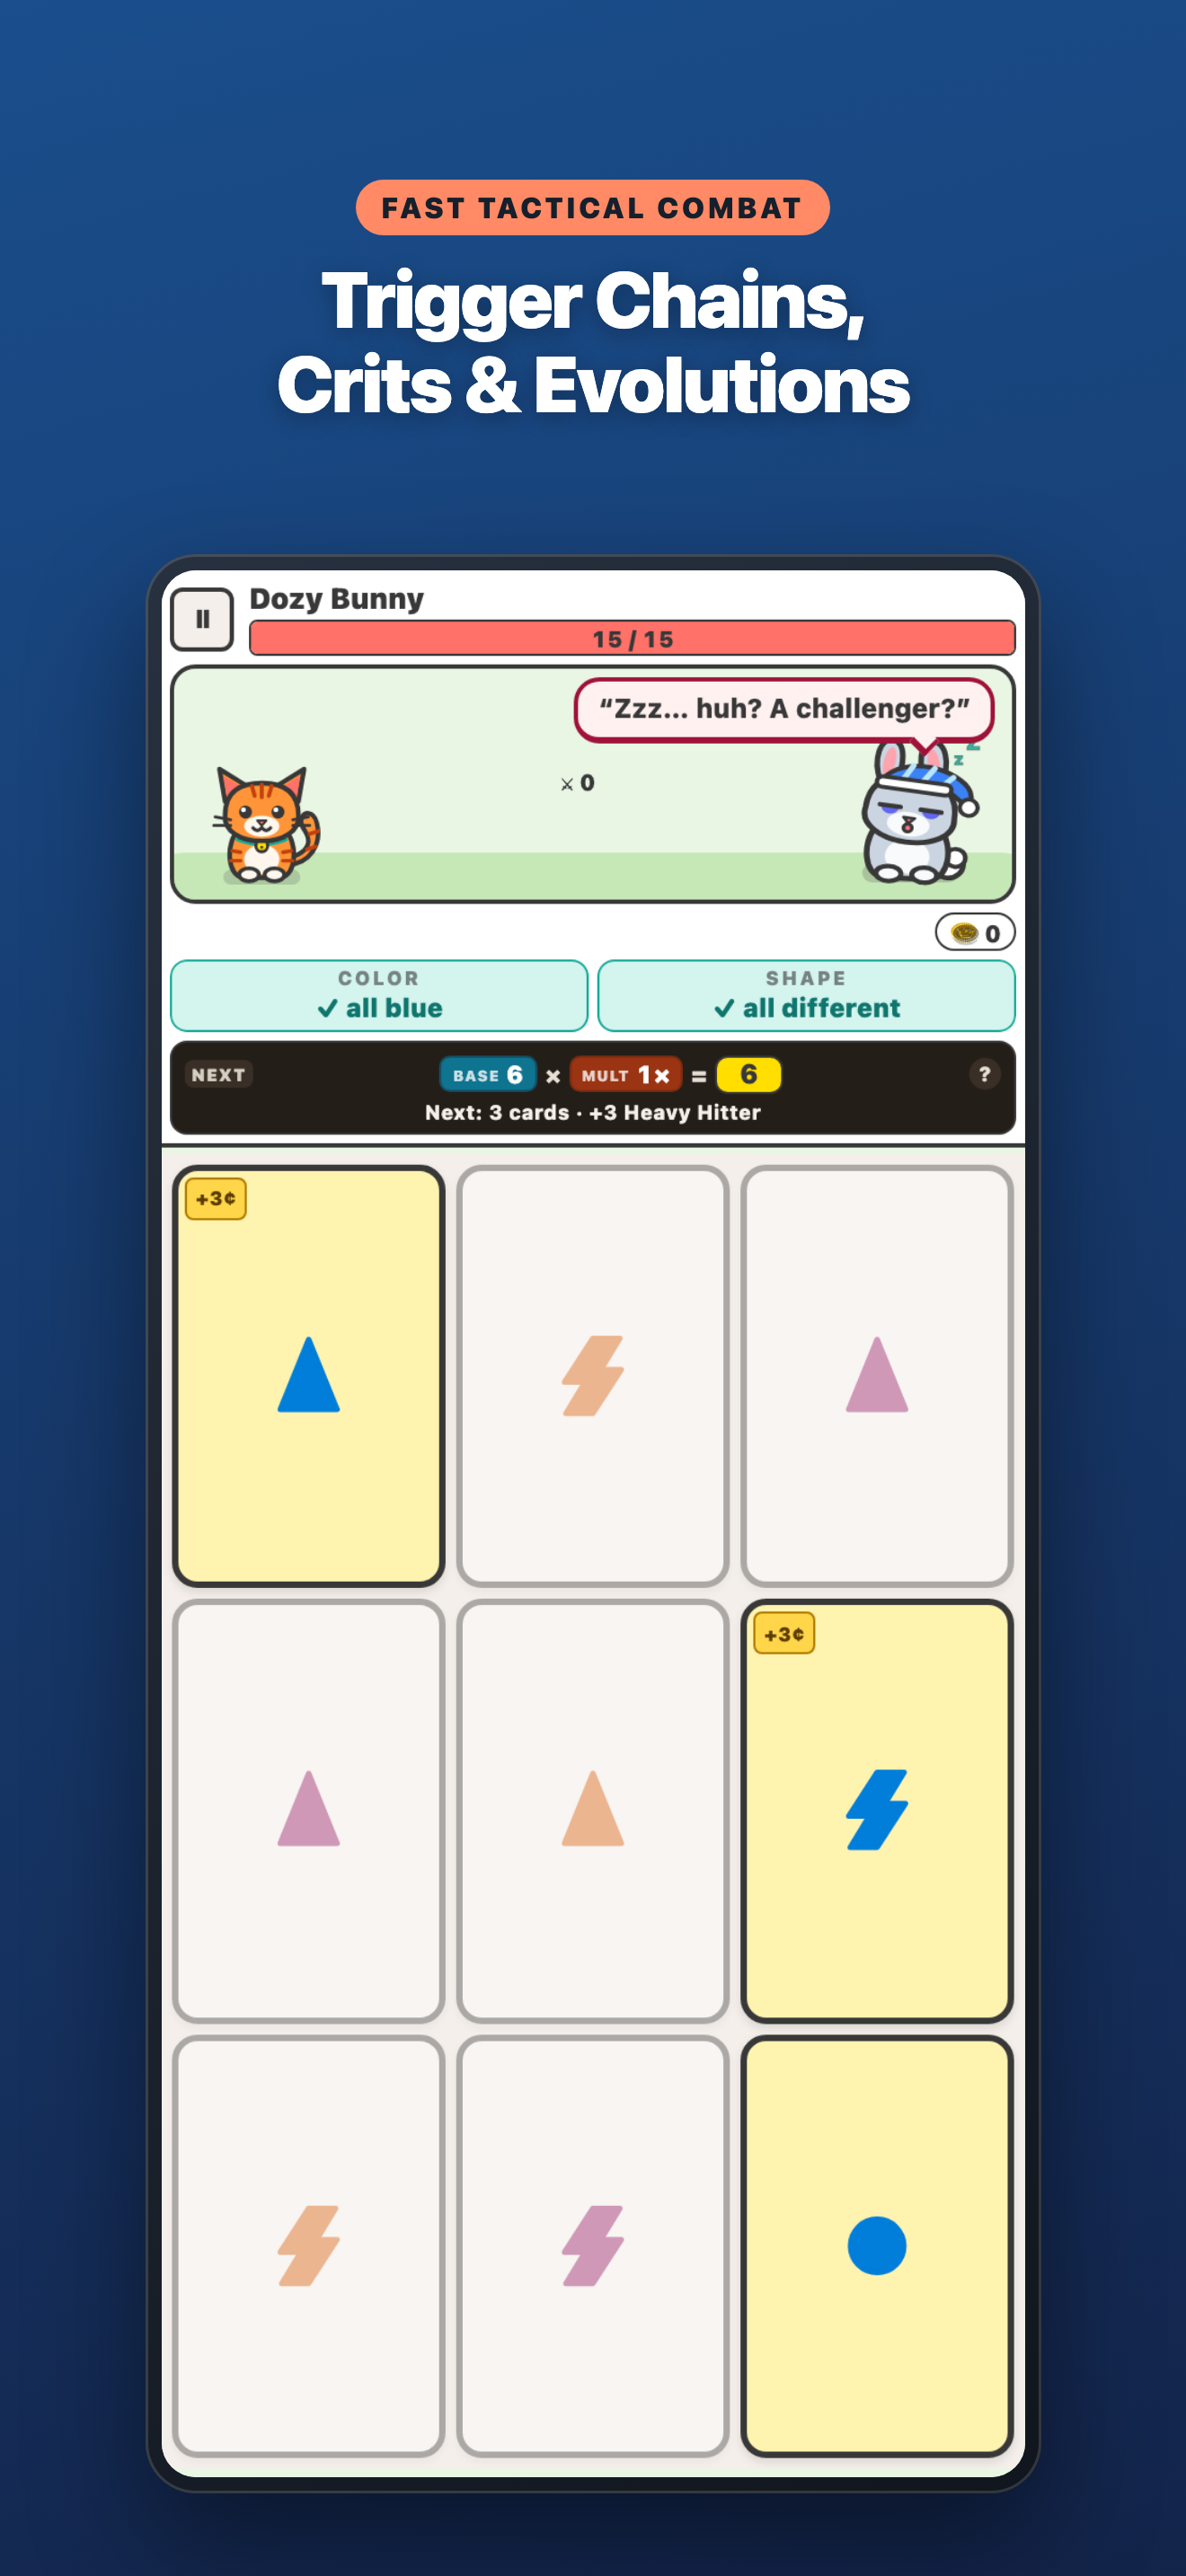 FAST TACTICAL COMBAT
Trigger Chains,
Crits & Evolutions
Dozy Bunny
15 / 15
“Zzz... huh? A challenger?”
z z
⚔ 0
0
COLOR
✓ all blue
SHAPE
✓ all different
NEXT
BASE 6 × MULT 1× = 6
?
Next: 3 cards · +3 Heavy Hitter
+3¢
+3¢